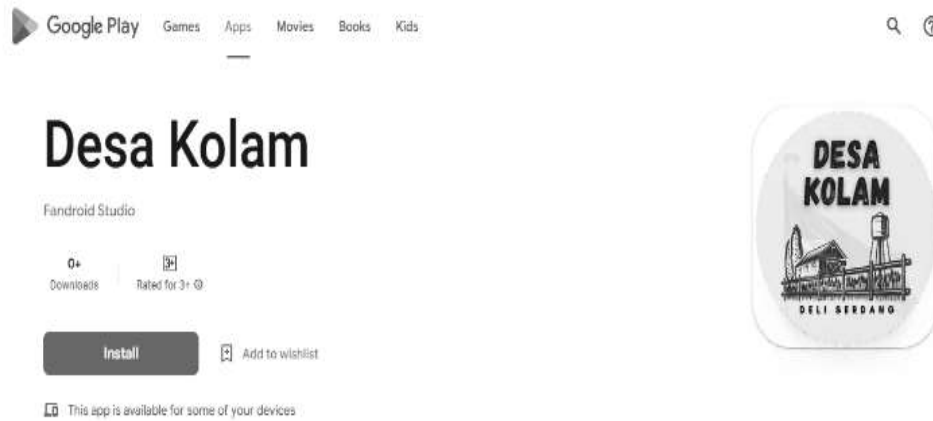 Google Play Games Apps Movies Books Kids
Desa Kolam
Fandroid Studio
0+
Downloads
3+
Rated for 3+
Install
Add to wishlist
This app is available for some of your devices
DESA
KOLAM
DELI SERDANG